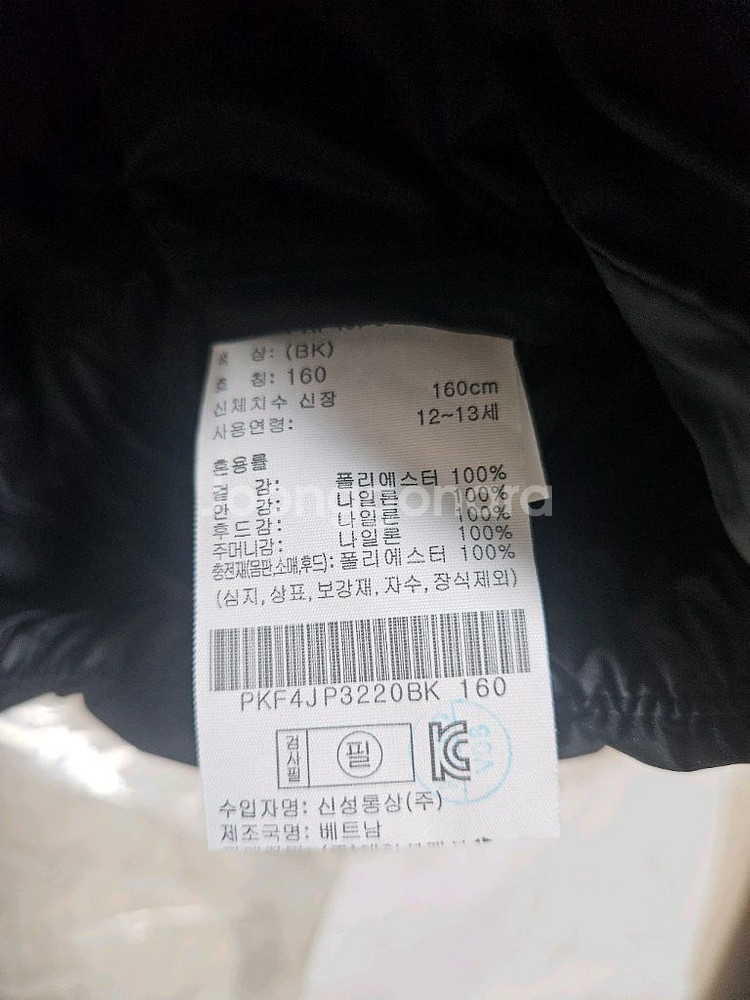 상: (BK)
호 칭: 160
신체치수 신장 160cm
사용연령: 12~13세
혼용률
겉 감: 폴리에스터 100%
안 감: 나일론 100%
후드감: 나일론 100%
주머니감: 나일론 100%
충전재(몸판,소매,후드): 폴리에스터 100%
(심지, 상표, 보강재, 자수, 장식제외)
PKF4JP3220BK 160
검사필 필 KC
수입자명: 신성통상(주)
제조국명: 베트남